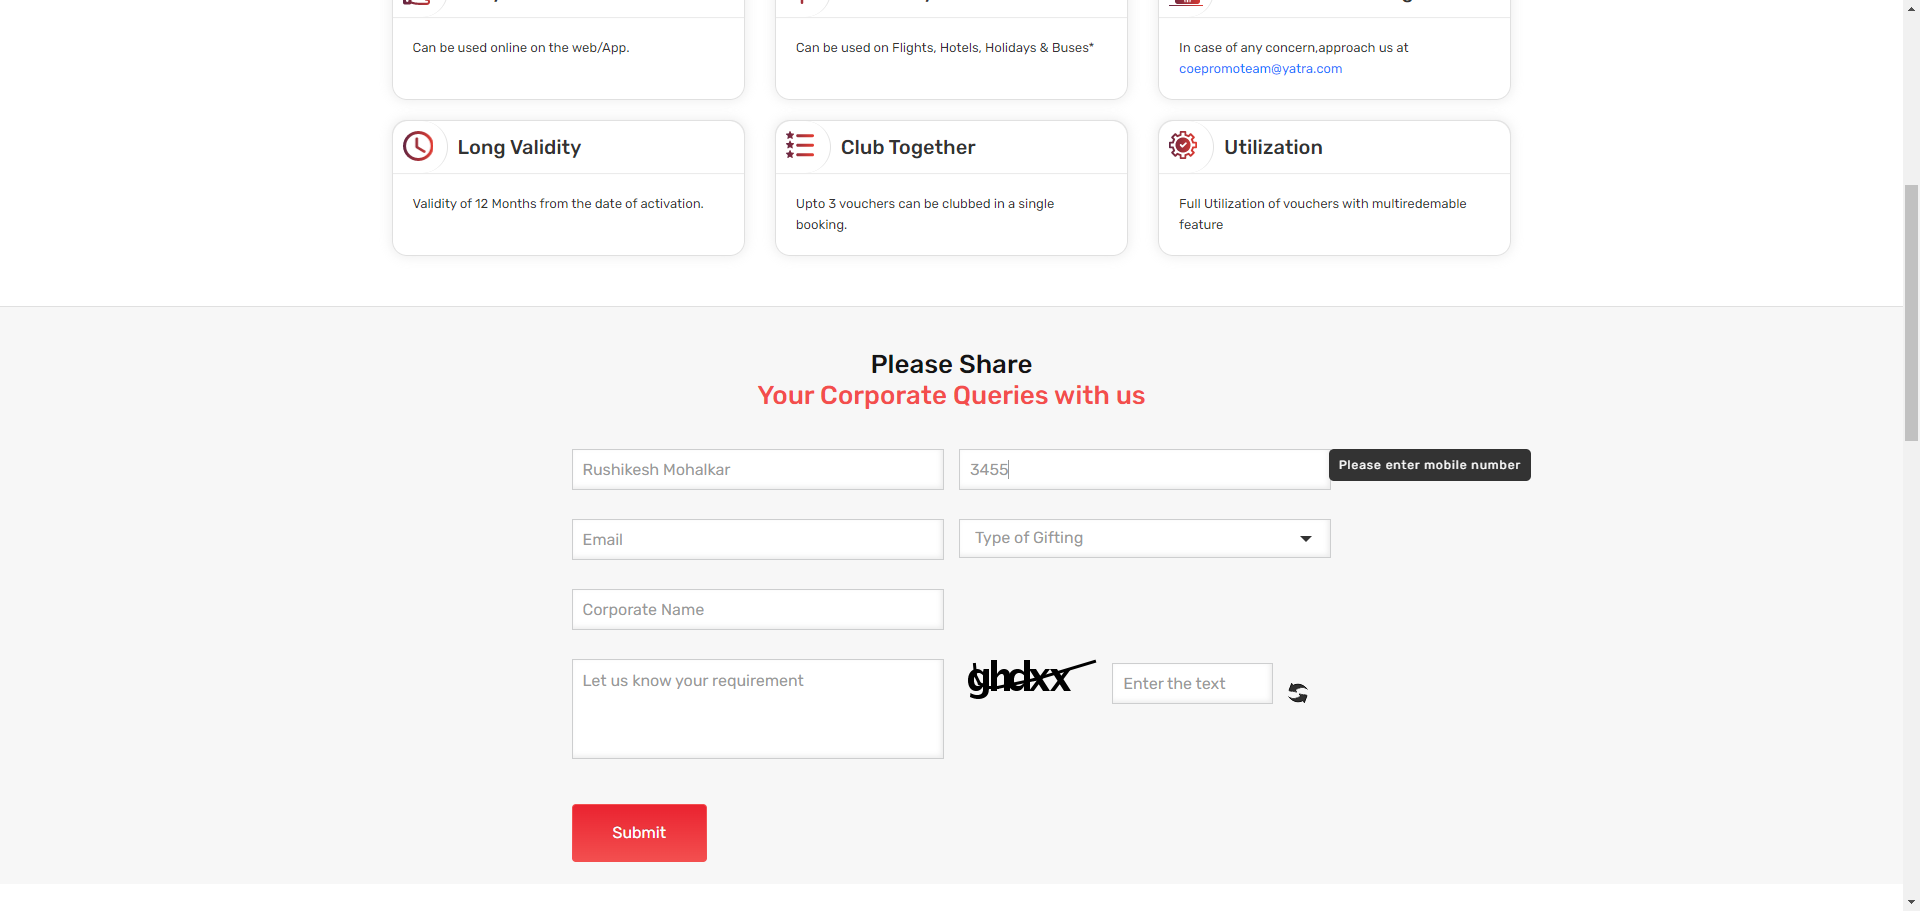 Can be used online on the web/App.
Can be used on Flights, Hotels, Holidays & Buses*
In case of any concern,approach us at
coepromoteam@yatra.com
Long Validity
Validity of 12 Months from the date of activation.
Club Together
Upto 3 vouchers can be clubbed in a single
booking.
Utilization
Full Utilization of vouchers with multiredemable
feature
Please Share
Your Corporate Queries with us
Rushikesh Mohalkar
3455
Please enter mobile number
Email
Type of Gifting
Corporate Name
Let us know your requirement
ghdxx
Enter the text
Submit